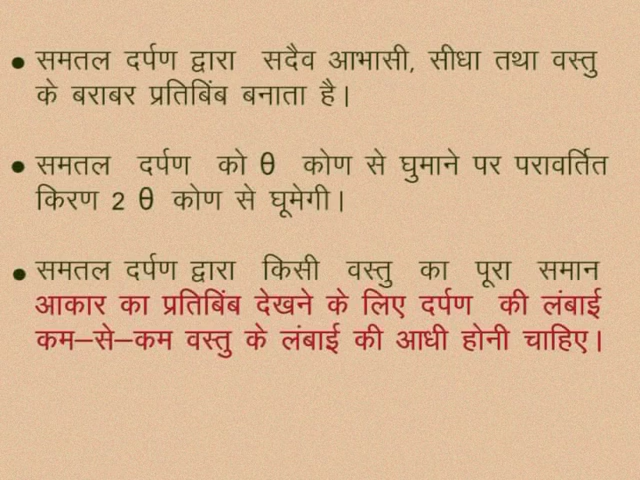 • समतल दर्पण द्वारा सदैव आभासी, सीधा तथा वस्तु
के बराबर प्रतिबिंब बनाता है।
• समतल दर्पण को θ कोण से घुमाने पर परावर्तित
किरण 2 θ कोण से घूमेगी।
• समतल दर्पण द्वारा किसी वस्तु का पूरा समान
आकार का प्रतिबिंब देखने के लिए दर्पण की लंबाई
कम–से–कम वस्तु के लंबाई की आधी होनी चाहिए।